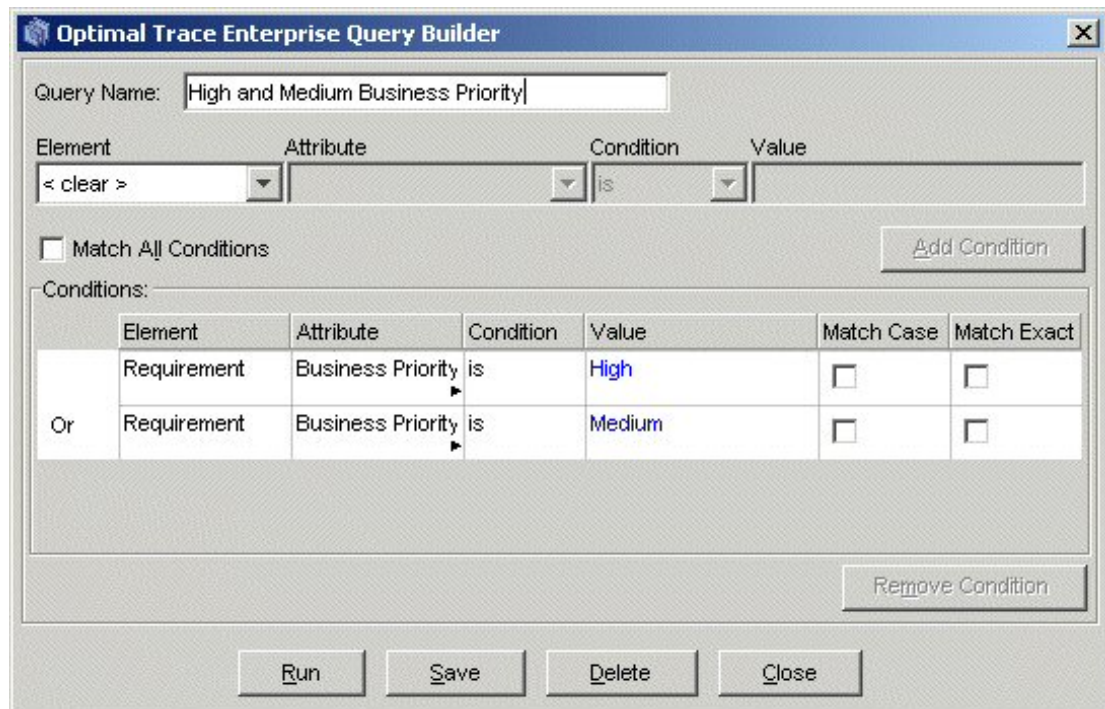 Optimal Trace Enterprise Query Builder
Query Name: High and Medium Business Priority
Element Attribute Condition Value
< clear > is
Match All Conditions Add Condition
Conditions:
Element Attribute Condition Value Match Case Match Exact
Requirement Business Priority is High
Or Requirement Business Priority is Medium
Remove Condition
Run Save Delete Close